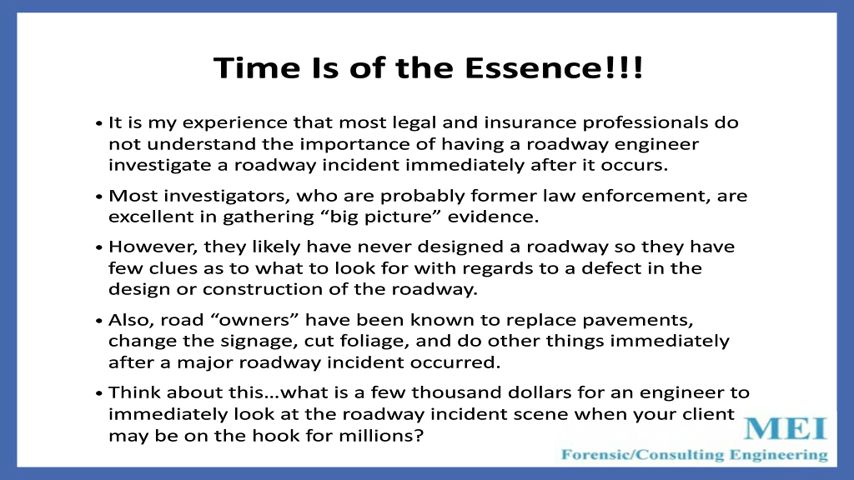 Time Is of the Essence!!!
• It is my experience that most legal and insurance professionals do
not understand the importance of having a roadway engineer
investigate a roadway incident immediately after it occurs.
• Most investigators, who are probably former law enforcement, are
excellent in gathering “big picture” evidence.
• However, they likely have never designed a roadway so they have
few clues as to what to look for with regards to a defect in the
design or construction of the roadway.
• Also, road “owners” have been known to replace pavements,
change the signage, cut foliage, and do other things immediately
after a major roadway incident occurred.
• Think about this...what is a few thousand dollars for an engineer to
immediately look at the roadway incident scene when your client
may be on the hook for millions?
MEI
Forensic/Consulting Engineering